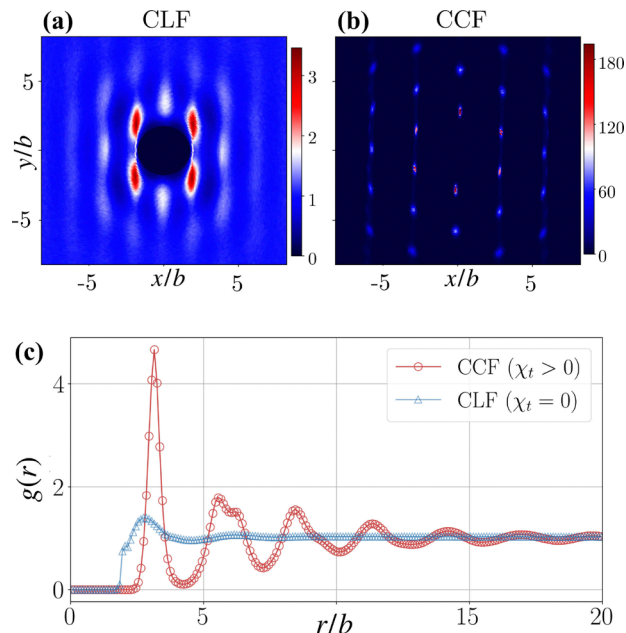 (a) CLF
(b) CCF
y/b
5
-5
-5 x/b 5
3
2
1
0
-5 x/b 5
180
120
60
0
(c)
g(r)
4
2
0
CCF (χt > 0)
CLF (χt = 0)
0 5 10 15 20
r/b